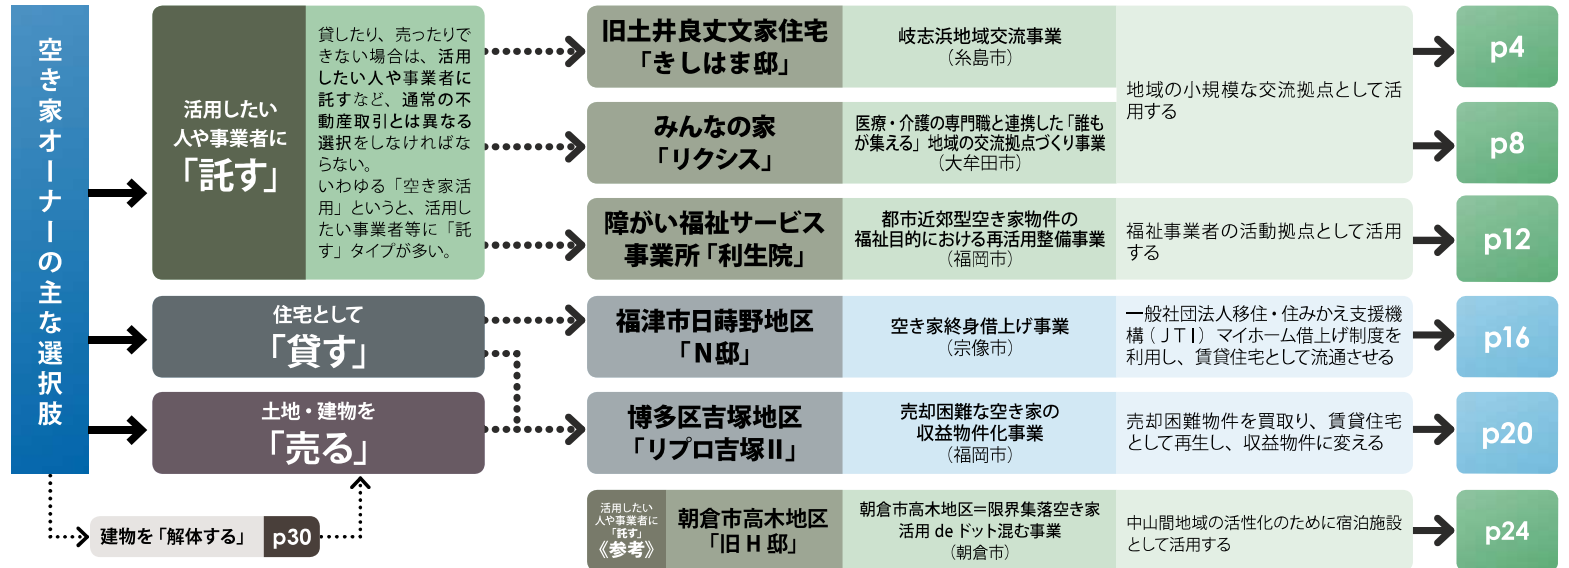 空き家オーナーの主な選択肢
活用したい
人や事業者に
「託す」
貸したり、売ったりで
きない場合は、活用
したい人や事業者に
託すなど、通常の不
動産取引とは異なる
選択をしなければな
らない。
いわゆる「空き家活
用」というと、活用し
たい事業者等に「託
す」タイプが多い。
旧土井良丈文家住宅
「きしはま邸」
岐志浜地域交流事業
（糸島市）
地域の小規模な交流拠点として活
用する
p4
みんなの家
「リクシス」
医療・介護の専門職と連携した「誰も
が集える」地域の交流拠点づくり事業
（大牟田市）
p8
障がい福祉サービス
事業所「利生院」
都市近郊型空き家物件の
福祉目的における再活用整備事業
（福岡市）
福祉事業者の活動拠点として活用
する
p12
住宅として
「貸す」
福津市日蒔野地区
「N邸」
空き家終身借上げ事業
（宗像市）
一般社団法人移住・住みかえ支援機
構（JTI）マイホーム借上げ制度を
利用し、賃貸住宅として流通させる
p16
土地・建物を
「売る」
博多区吉塚地区
「リプロ吉塚II」
売却困難な空き家の
収益物件化事業
（福岡市）
売却困難物件を買取り、賃貸住宅
として再生し、収益物件に変える
p20
建物を「解体する」
p30
活用したい
人や事業者に
「託す」
《参考》
朝倉市高木地区
「旧H邸」
朝倉市高木地区＝限界集落空き家
活用 de ドット混む事業
（朝倉市）
中山間地域の活性化のために宿泊施設
として活用する
p24